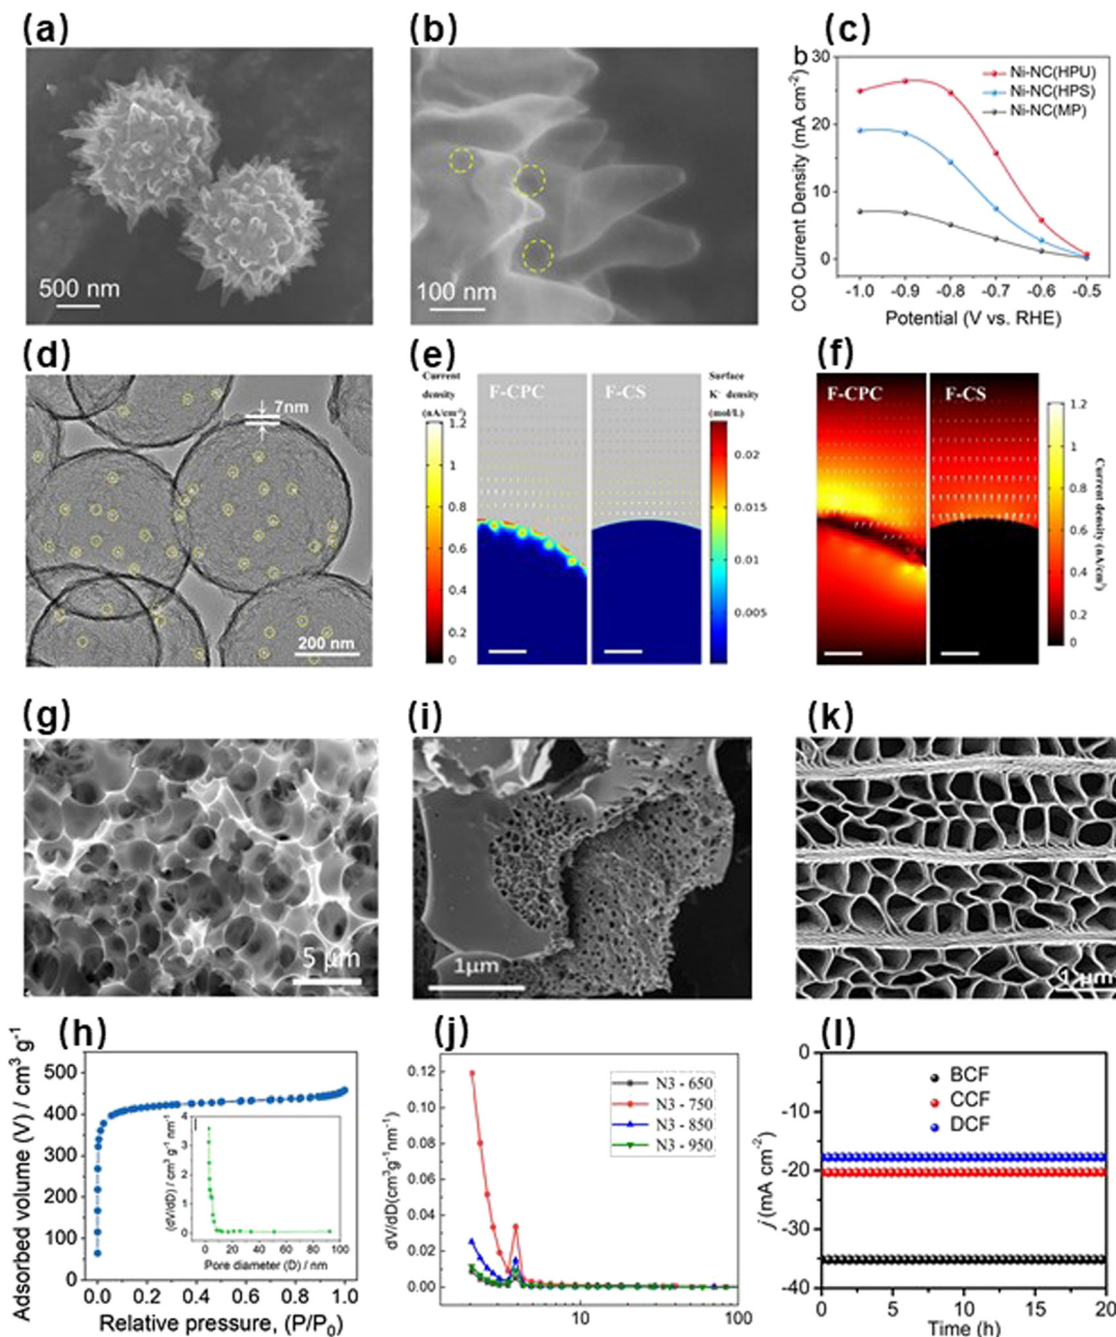 (a)
500 nm
(b)
100 nm
(c)
b
30
20
10
0
CO Current Density (mA cm⁻²)
Ni-NC(HPU)
Ni-NC(HPS)
Ni-NC(MP)
-1.0 -0.9 -0.8 -0.7 -0.6 -0.5
Potential (V vs. RHE)
(d)
7nm
200 nm
(e)
Current
density
(nA/cm²)
1.2
1
0.8
0.6
0.4
0.2
0
F-CPC
F-CS
Surface
K⁺ density
(mol/L)
0.02
0.015
0.01
0.005
(f)
F-CPC
F-CS
1.2
1
0.8
0.6
0.4
0.2
0
Current density (nA/cm²)
(g)
5 μm
(i)
1μm
(k)
1 μm
(h)
Adsorbed volume (V) / cm³ g⁻¹
500
400
300
200
100
0
0.0 0.2 0.4 0.6 0.8 1.0
Relative pressure, (P/P₀)
(dV/dD) / cm³ g⁻¹ nm⁻¹
4
3
2
1
0
0 20 40 60 80 100
Pore diameter (D) / nm
(j)
dV/dD(cm³g⁻¹nm⁻¹)
0.12
0.10
0.08
0.06
0.04
0.02
0.00
N3 - 650
N3 - 750
N3 - 850
N3 - 950
10 100
(l)
j (mA cm⁻²)
0
-10
-20
-30
-40
BCF
CCF
DCF
0 5 10 15 20
Time (h)